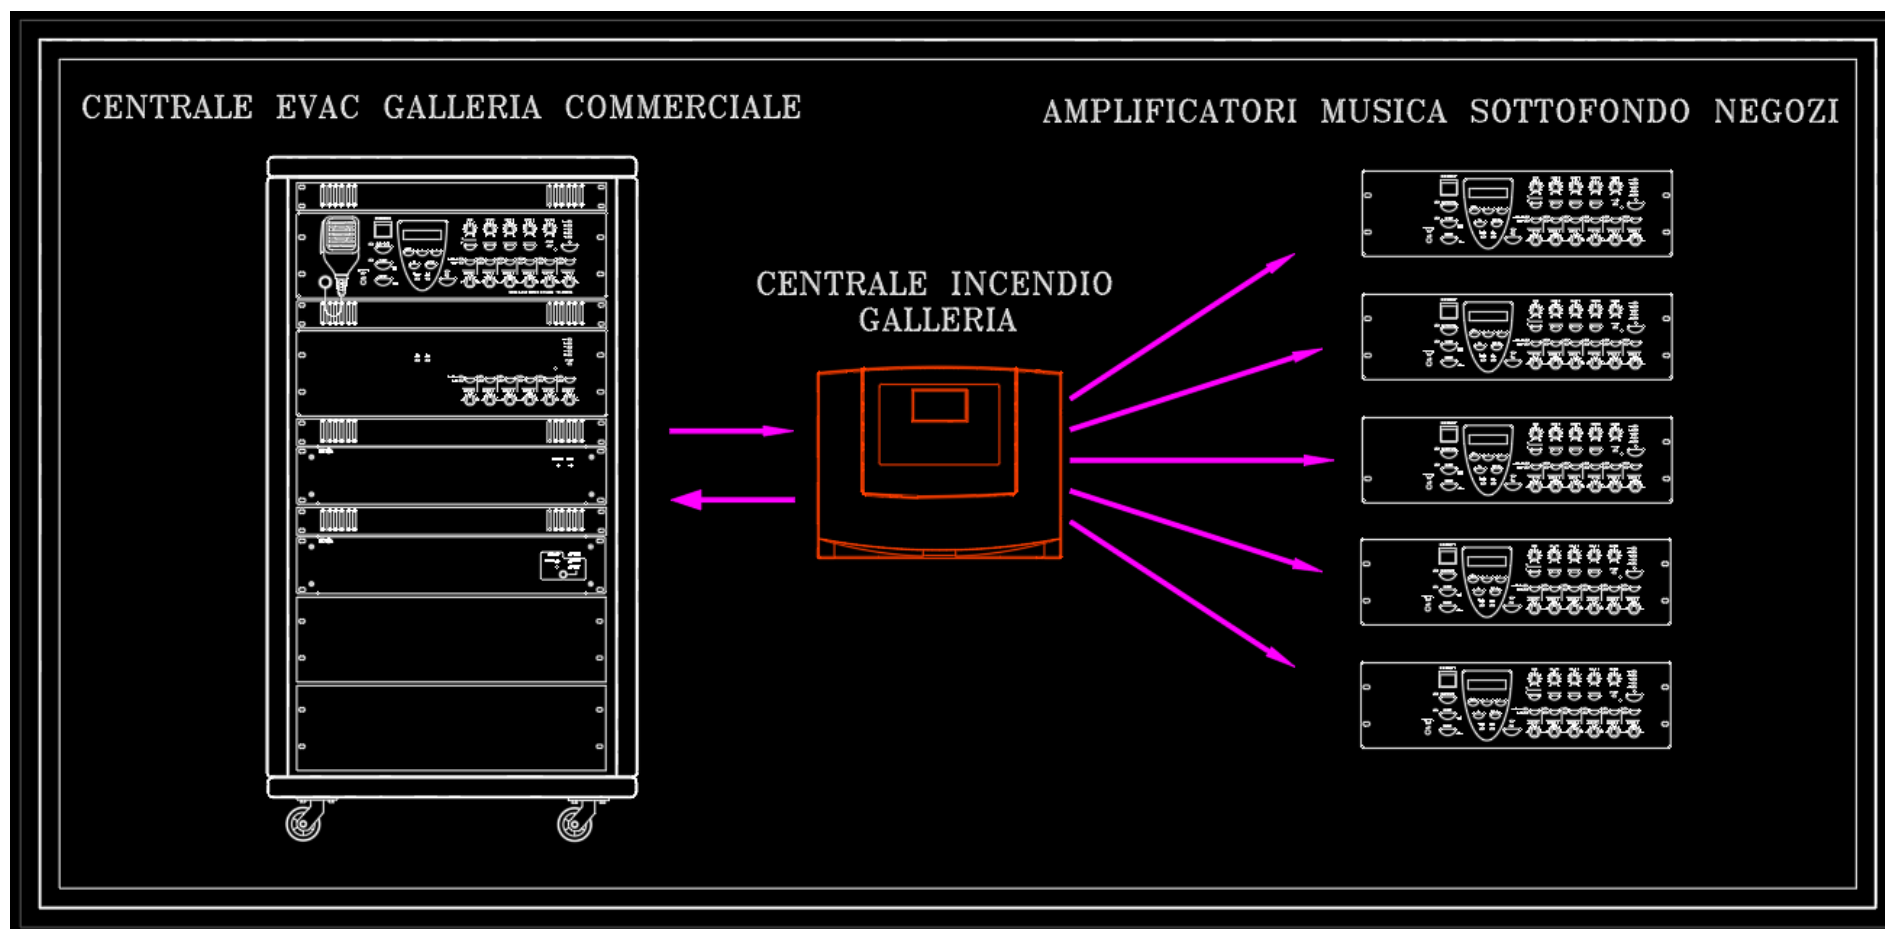 CENTRALE EVAC GALLERIA COMMERCIALE
AMPLIFICATORI MUSICA SOTTOFONDO NEGOZI
CENTRALE INCENDIO
GALLERIA